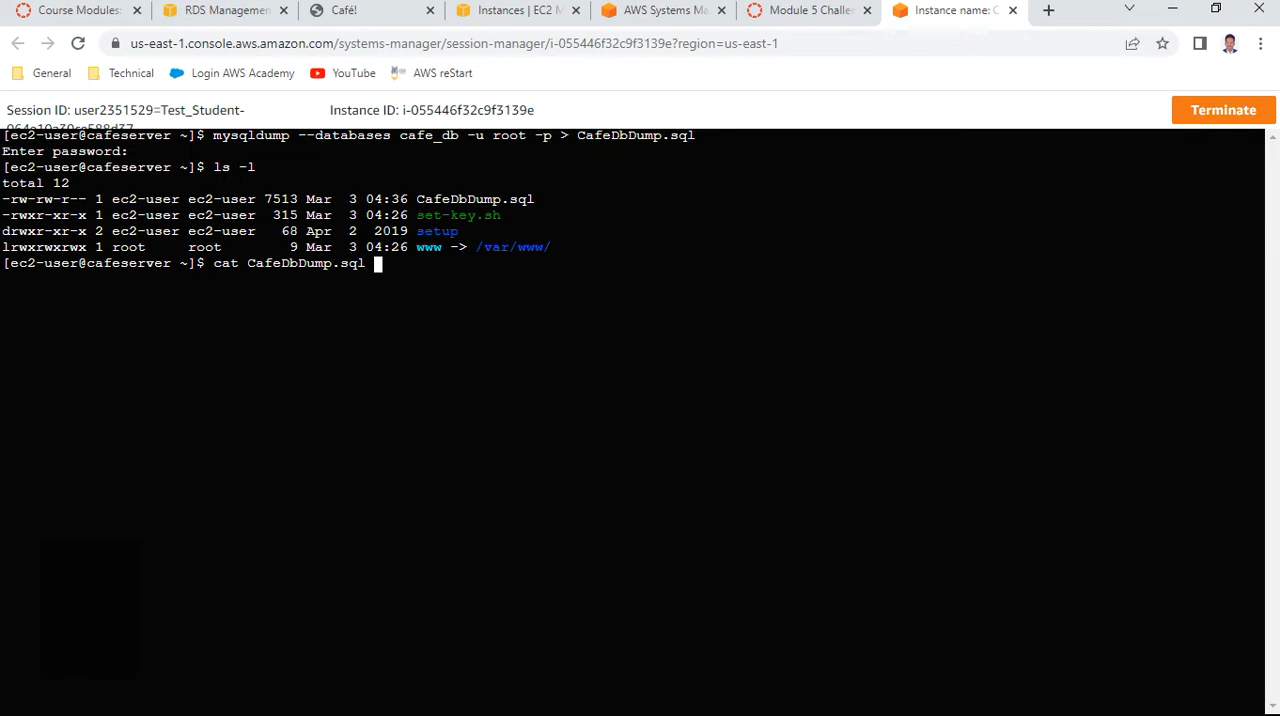 Course Modules:
RDS Managemen
Café!
Instances | EC2 M
AWS Systems Ma
Module 5 Challer
Instance name: C
us-east-1.console.aws.amazon.com/systems-manager/session-manager/i-055446f32c9f3139e?region=us-east-1
General
Technical
Login AWS Academy
YouTube
AWS reStart
Session ID: user2351529=Test_Student-
Instance ID: i-055446f32c9f3139e
Terminate
[ec2-user@cafeserver ~]$ mysqldump --databases cafe_db -u root -p > CafeDbDump.sql
Enter password:
[ec2-user@cafeserver ~]$ ls -l
total 12
-rw-rw-r-- 1 ec2-user ec2-user 7513 Mar  3 04:36 CafeDbDump.sql
-rwxr-xr-x 1 ec2-user ec2-user  315 Mar  3 04:26 set-key.sh
drwxr-xr-x 2 ec2-user ec2-user   68 Apr  2  2019 setup
lrwxrwxrwx 1 root     root        9 Mar  3 04:26 www -> /var/www/
[ec2-user@cafeserver ~]$ cat CafeDbDump.sql